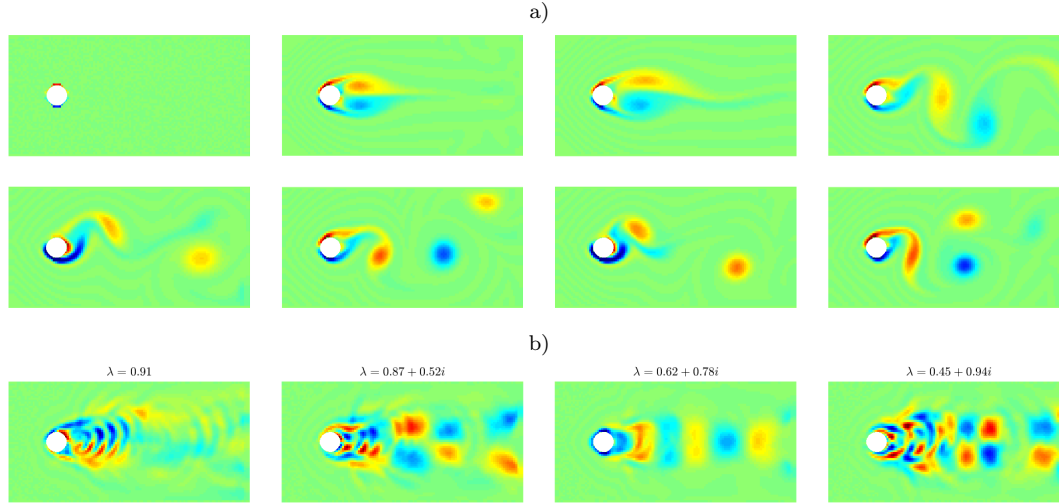 a)
b)
λ = 0.91
λ = 0.87 + 0.52i
λ = 0.62 + 0.78i
λ = 0.45 + 0.94i